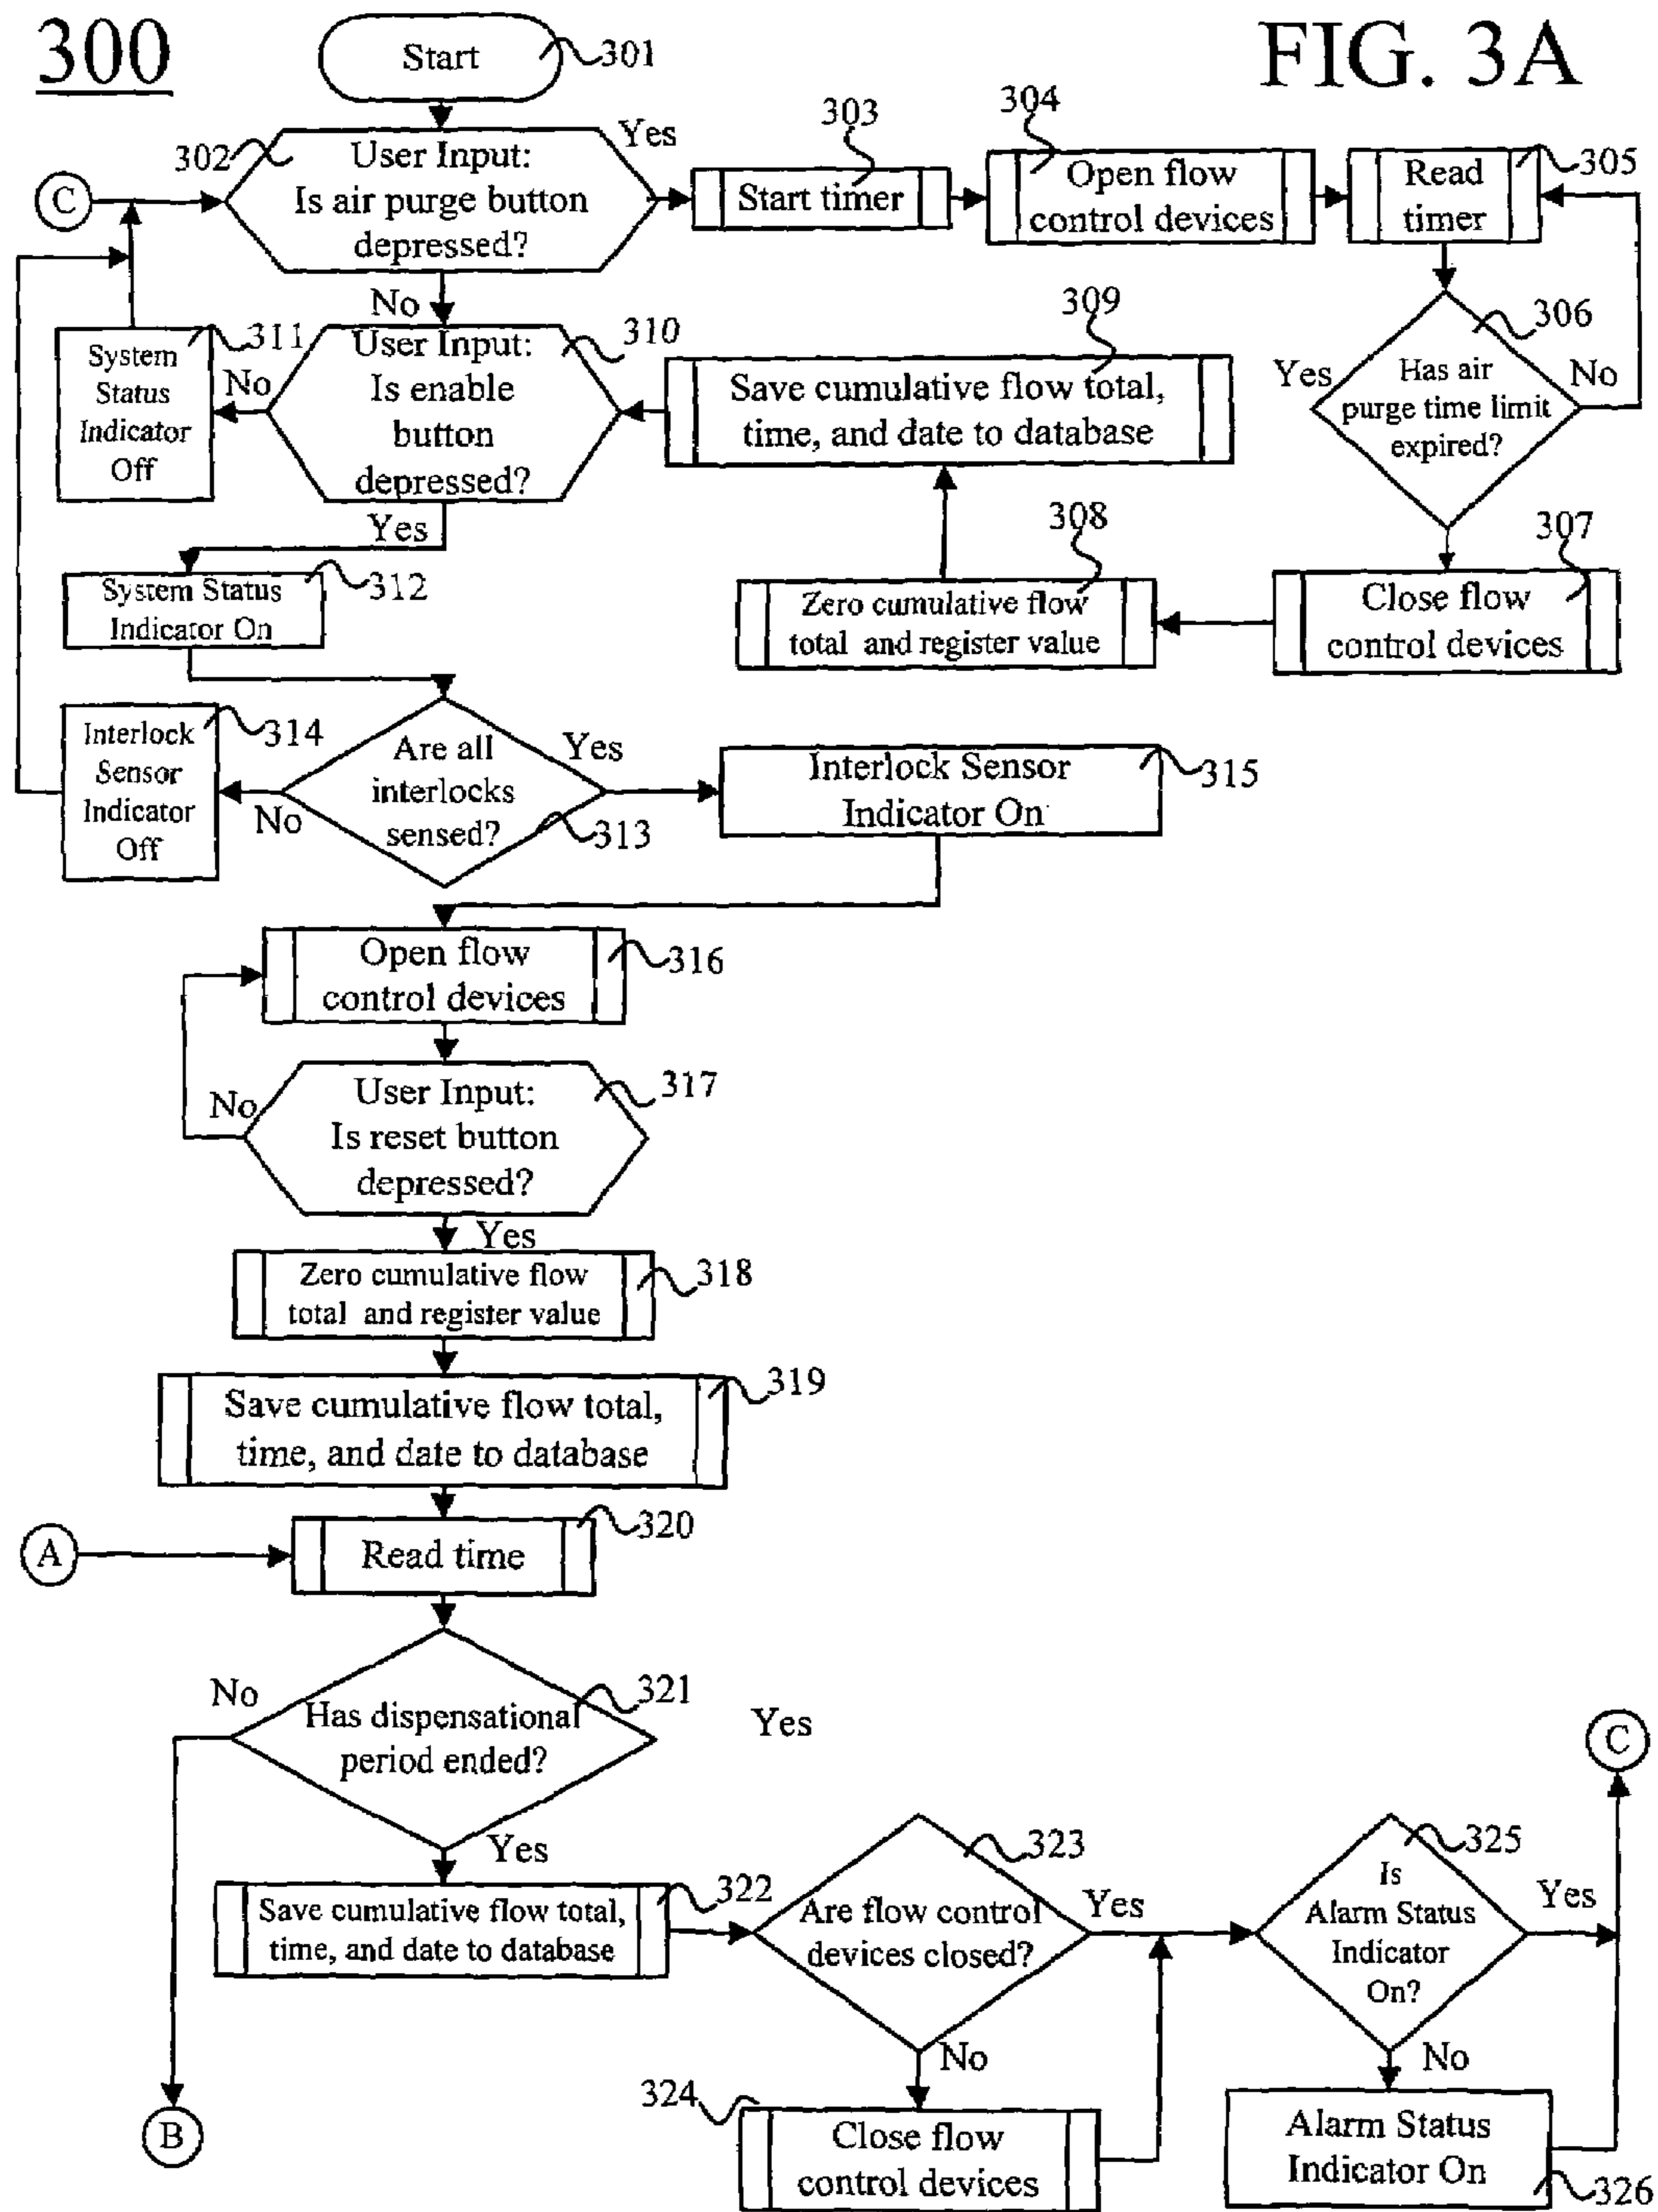 300
FIG. 3A
Start
301
302
User Input:
Is air purge button
depressed?
Yes
No
C
303
Start timer
304
Open flow
control devices
305
Read
timer
306
Has air
purge time limit
expired?
Yes
No
307
Close flow
control devices
308
Zero cumulative flow
total and register value
309
Save cumulative flow total,
time, and date to database
310
User Input:
Is enable
button
depressed?
No
Yes
311
System
Status
Indicator
Off
312
System Status
Indicator On
313
Are all
interlocks
sensed?
Yes
No
314
Interlock
Sensor
Indicator
Off
315
Interlock Sensor
Indicator On
316
Open flow
control devices
317
User Input:
Is reset button
depressed?
No
Yes
318
Zero cumulative flow
total and register value
319
Save cumulative flow total,
time, and date to database
A
320
Read time
321
Has dispensational
period ended?
No
Yes
Yes
B
322
Save cumulative flow total,
time, and date to database
323
Are flow control
devices closed?
Yes
No
324
Close flow
control devices
325
Is
Alarm Status
Indicator
On?
Yes
No
C
Alarm Status
Indicator On
326